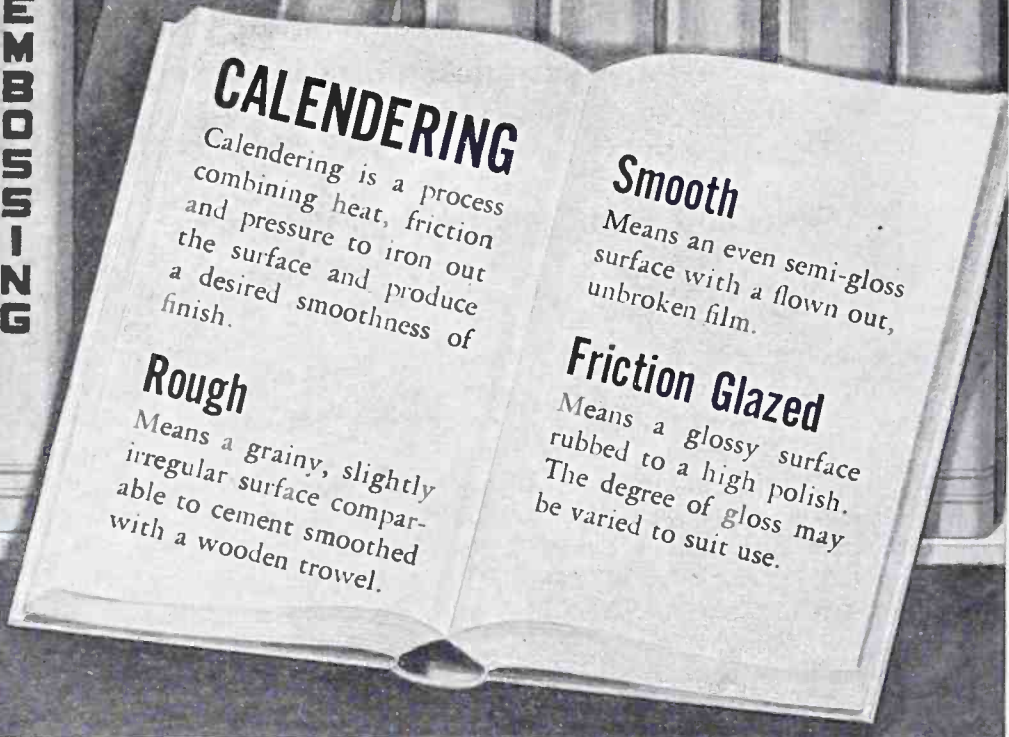 EMBOSSING
CALENDERING
Calendering is a process
combining heat, friction
and pressure to iron out
the surface and produce
a desired smoothness of
finish.
Rough
Means a grainy, slightly
irregular surface compar-
able to cement smoothed
with a wooden trowel.
Smooth
Means an even semi-gloss
surface with a flown out,
unbroken film.
Friction Glazed
Means a glossy surface
rubbed to a high polish.
The degree of gloss may
be varied to suit use.